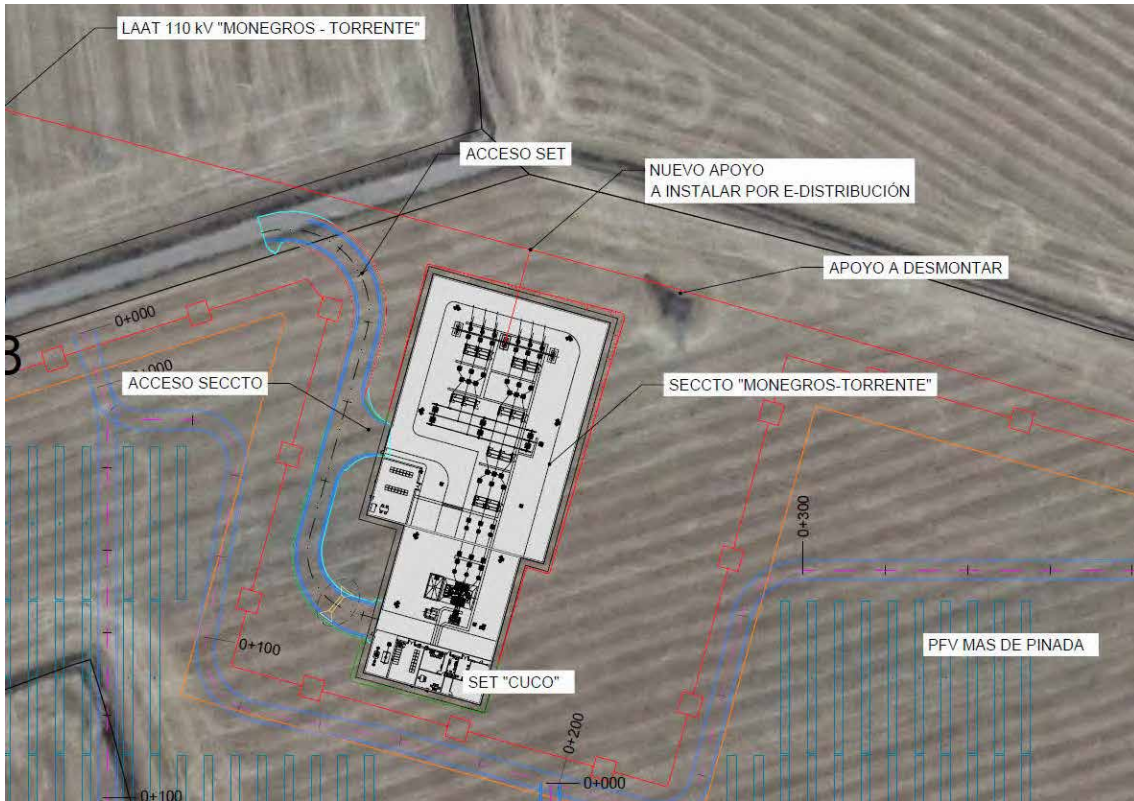 LAAT 110 kV "MONEGROS - TORRENTE"
ACCESO SET
NUEVO APOYO
A INSTALAR POR E-DISTRIBUCIÓN
APOYO A DESMONTAR
0+000
ACCESO SECCTO
SECCTO "MONEGROS-TORRENTE"
0+300
0+100
PFV MAS DE PINADA
SET "CUCO"
0+200
0+000
0+100